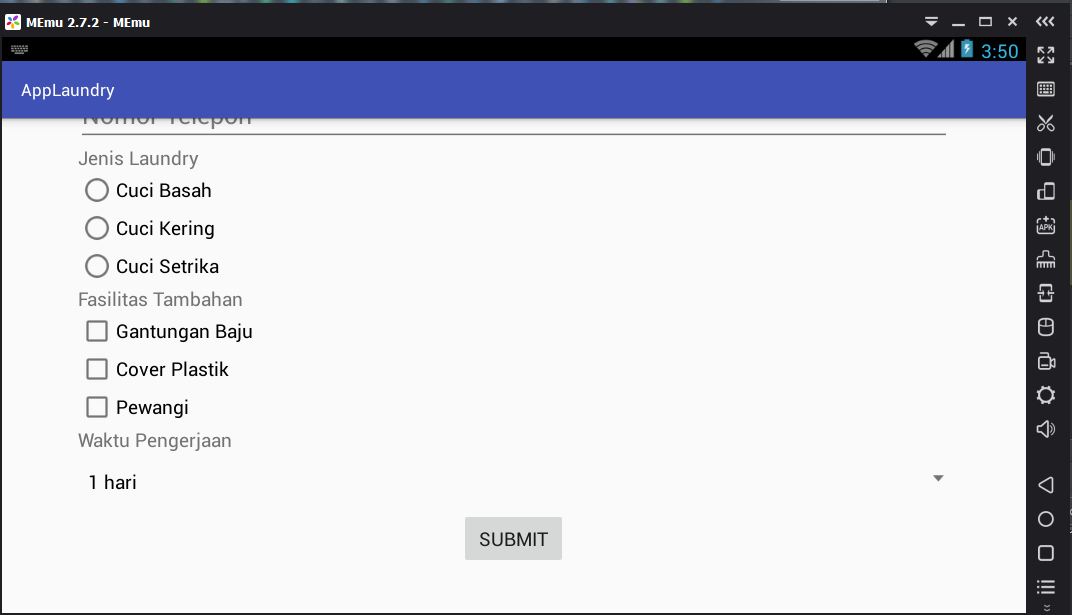 MEmu 2.7.2 - MEmu
3:50
AppLaundry
Nomor Telepon
Jenis Laundry
Cuci Basah
Cuci Kering
Cuci Setrika
Fasilitas Tambahan
Gantungan Baju
Cover Plastik
Pewangi
Waktu Pengerjaan
1 hari
SUBMIT
APK